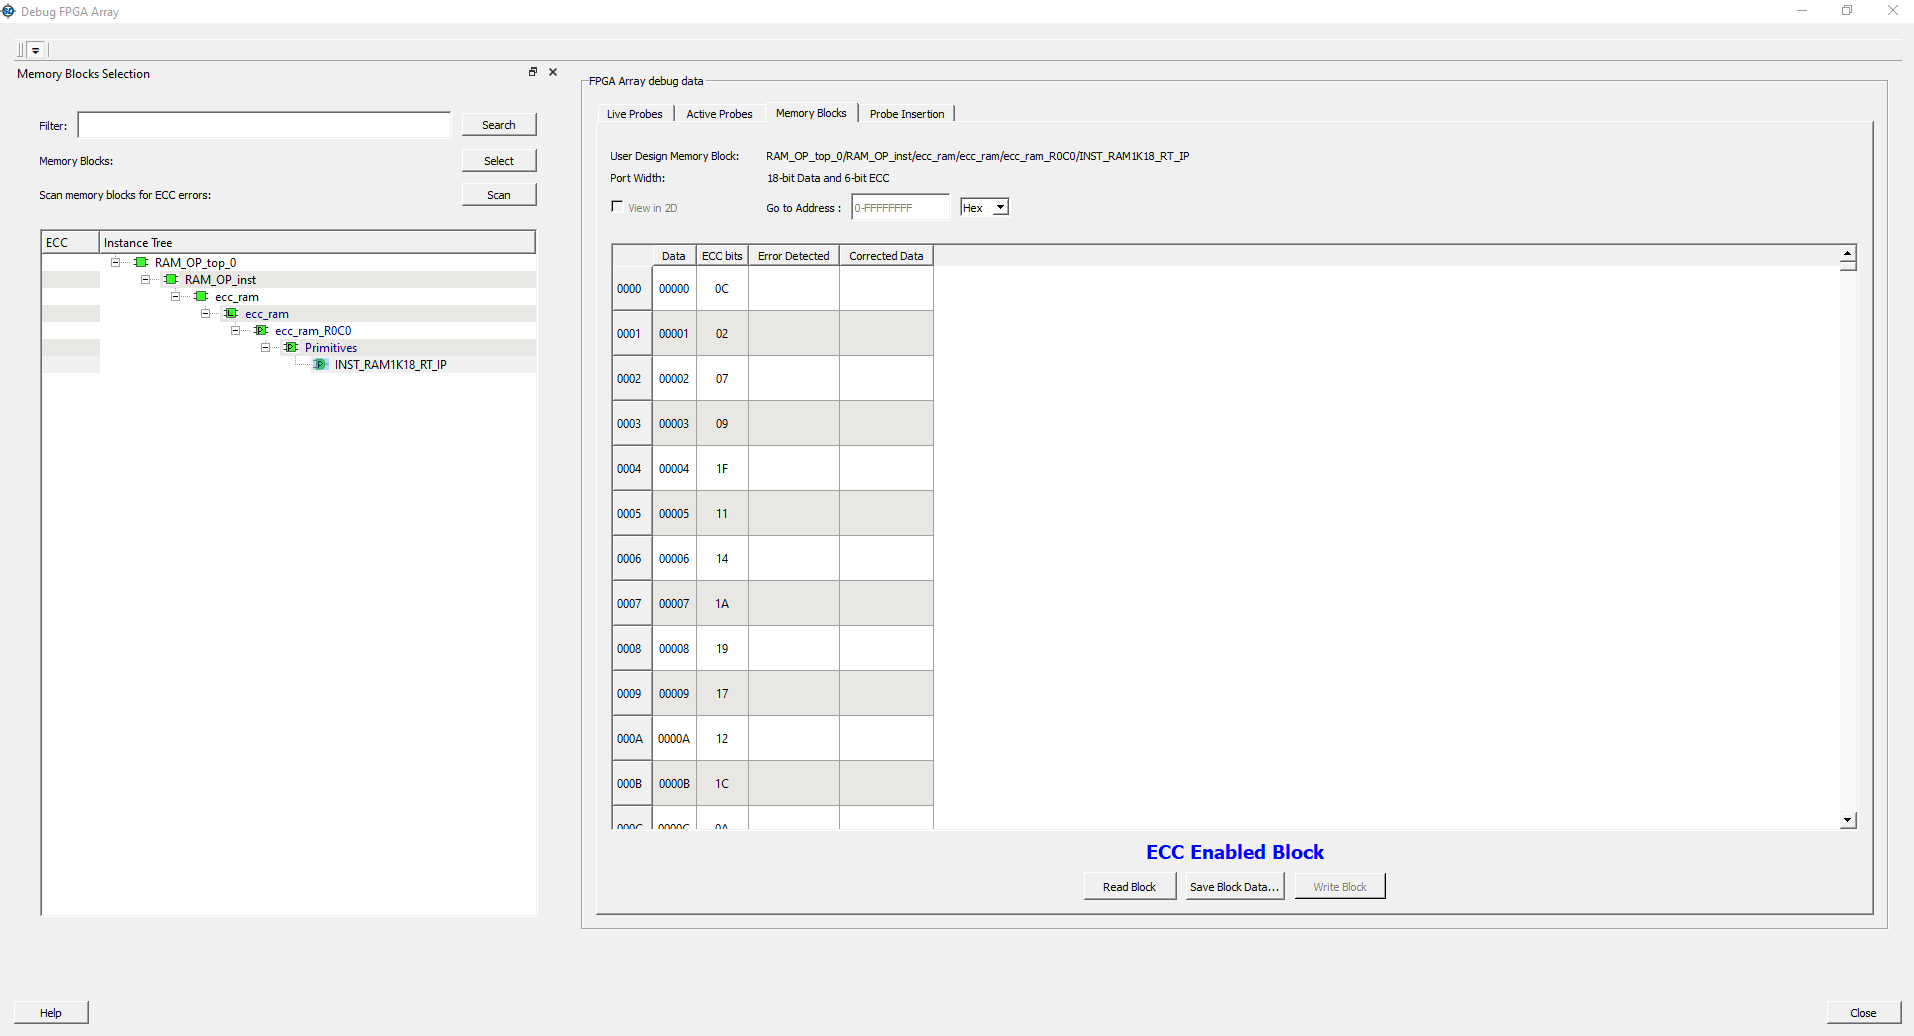 Debug FPGA Array
Memory Blocks Selection
Filter:
Search
Memory Blocks:
Select
Scan memory blocks for ECC errors:
Scan
ECC Instance Tree
RAM_OP_top_0
RAM_OP_inst
ecc_ram
ecc_ram
ecc_ram_R0C0
Primitives
INST_RAM1K18_RT_IP
FPGA Array debug data
Live Probes Active Probes Memory Blocks Probe Insertion
User Design Memory Block: RAM_OP_top_0/RAM_OP_inst/ecc_ram/ecc_ram/ecc_ram_R0C0/INST_RAM1K18_RT_IP
Port Width: 18-bit Data and 6-bit ECC
View in 2D Go to Address : 0-FFFFFFFF Hex
Data ECC bits Error Detected Corrected Data
0000 00000 0C
0001 00001 02
0002 00002 07
0003 00003 09
0004 00004 1F
0005 00005 11
0006 00006 14
0007 00007 1A
0008 00008 19
0009 00009 17
000A 0000A 12
000B 0000B 1C
000C 0000C 0A
ECC Enabled Block
Read Block Save Block Data... Write Block
Help Close